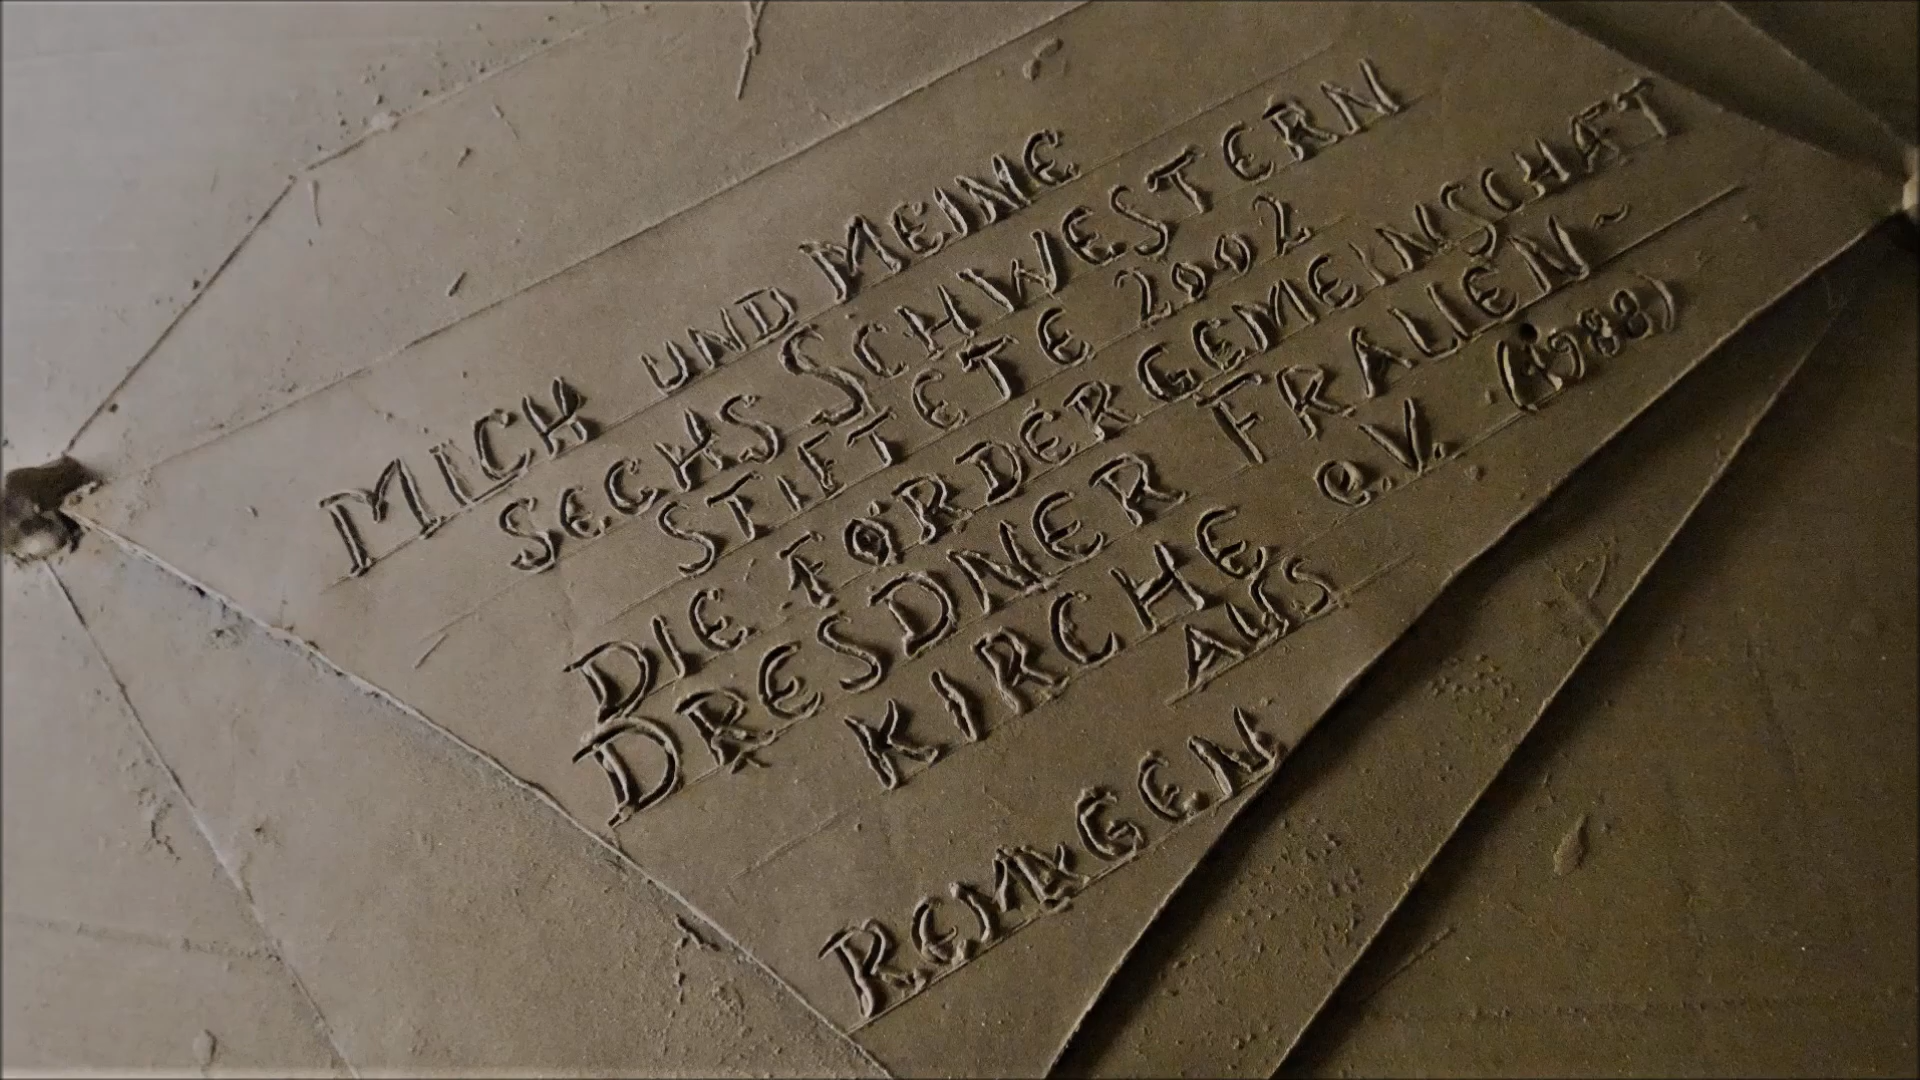 MICH UND MEINE
SECHS SCHWESTERN
STIFTETE 2002
DIE FÖRDERGEMEINSCHAFT
DRESDNER FRAUEN-
KIRCHE e.V. (1988)
AUS
REMAGEN